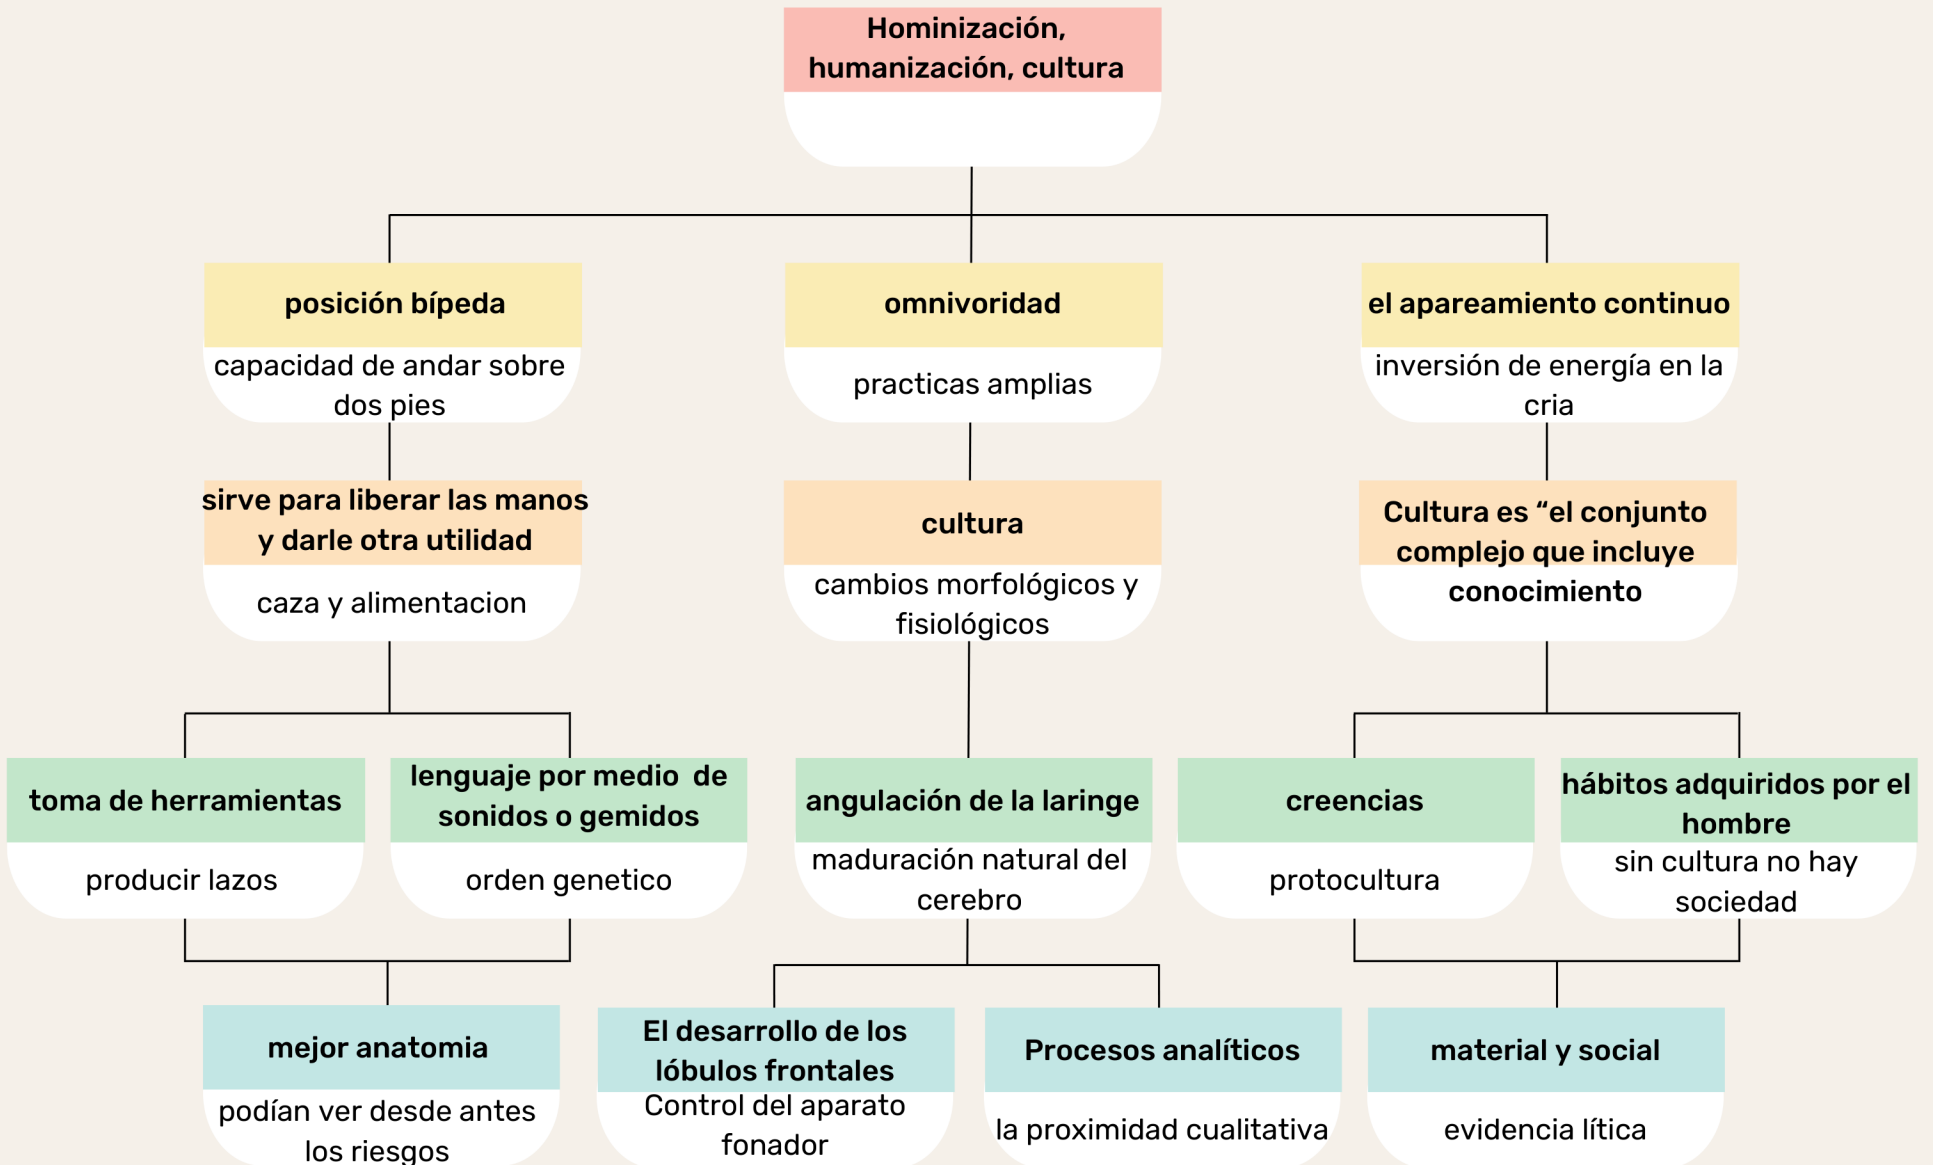 Hominización,
humanización, cultura
posición bípeda
capacidad de andar sobre
dos pies
omnivoridad
practicas amplias
el apareamiento continuo
inversión de energía en la
cria
sirve para liberar las manos
y darle otra utilidad
caza y alimentacion
cultura
cambios morfológicos y
fisiológicos
Cultura es “el conjunto
complejo que incluye
conocimiento
toma de herramientas
producir lazos
lenguaje por medio  de
sonidos o gemidos
orden genetico
angulación de la laringe
maduración natural del
cerebro
creencias
protocultura
hábitos adquiridos por el
hombre
sin cultura no hay
sociedad
mejor anatomia
podían ver desde antes
los riesgos
El desarrollo de los
lóbulos frontales
Control del aparato
fonador
Procesos analíticos
la proximidad cualitativa
material y social
evidencia lítica